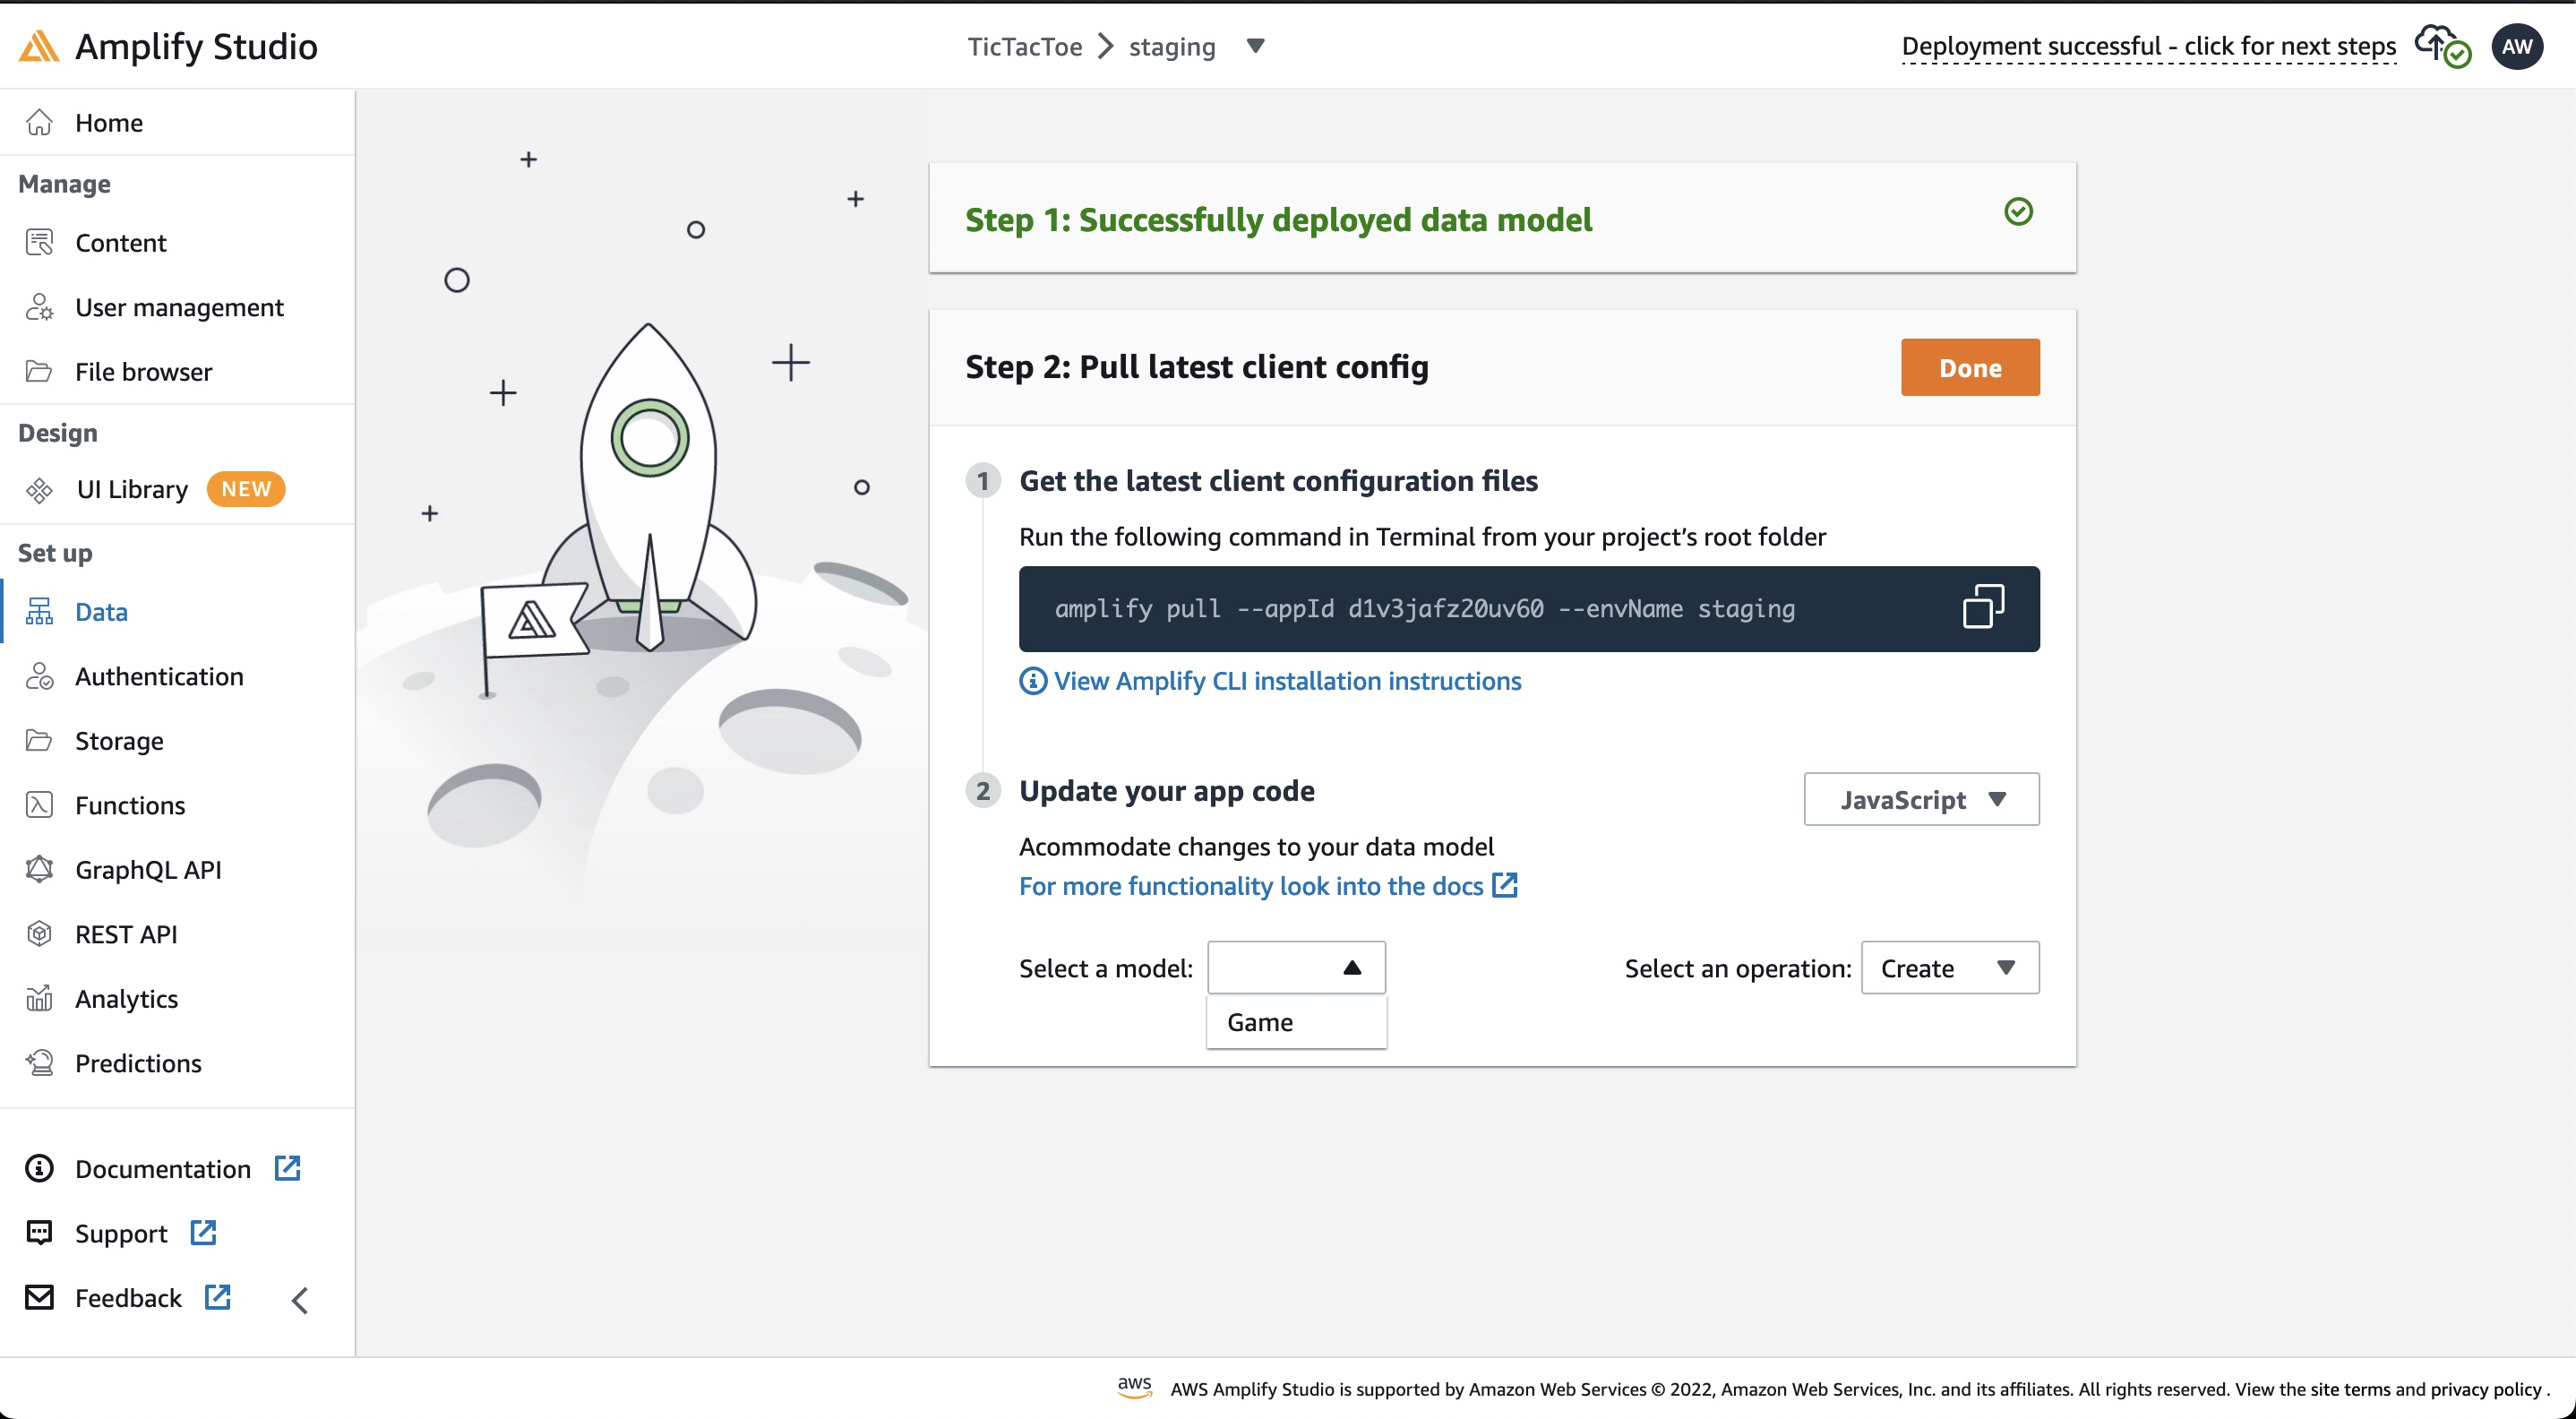 Amplify Studio
TicTacToe > staging
Deployment successful - click for next steps
AW
Home
Manage
Content
User management
File browser
Design
UI Library NEW
Set up
Data
Authentication
Storage
Functions
GraphQL API
REST API
Analytics
Predictions
Documentation
Support
Feedback
Step 1: Successfully deployed data model
Step 2: Pull latest client config
Done
1 Get the latest client configuration files
Run the following command in Terminal from your project’s root folder
amplify pull --appId d1v3jafz20uv60 --envName staging
View Amplify CLI installation instructions
2 Update your app code
JavaScript
Acommodate changes to your data model
For more functionality look into the docs
Select a model:
Select an operation: Create
Game
aws AWS Amplify Studio is supported by Amazon Web Services © 2022, Amazon Web Services, Inc. and its affiliates. All rights reserved. View the site terms and privacy policy .